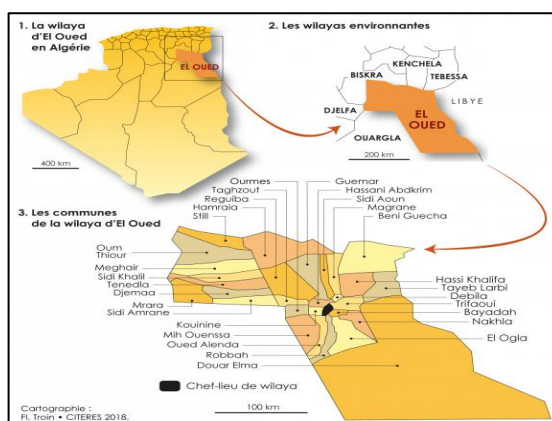 1. La wilaya
d'El Oued
en Algérie
EL OUED
400 km
2. Les wilayas environnantes
KENCHELA
BISKRA
TEBESSA
DJELFA
LIBYE
EL
OUED
OUARGLA
200 km
3. Les communes
de la wilaya d'El Oued
Ourmes
Taghzout
Reguiba
Hamraia
Still
Guemar
Hassani Abdkrim
Sidi Aoun
Magrane
Beni Guecha
Oum
Thiour
Meghair
Sidi Khalil
Tenedla
Djemaa
Mrara
Sidi Amrane
Kouinine
Mih Ouenssa
Oued Alenda
Robbah
Douar Elma
Hassi Khalifa
Tayeb Larbi
Debila
Trifaoui
Bayadah
Nakhla
El Ogla
Chef-lieu de wilaya
100 km
Cartographie :
Fl. Troin • CITERES 2018.